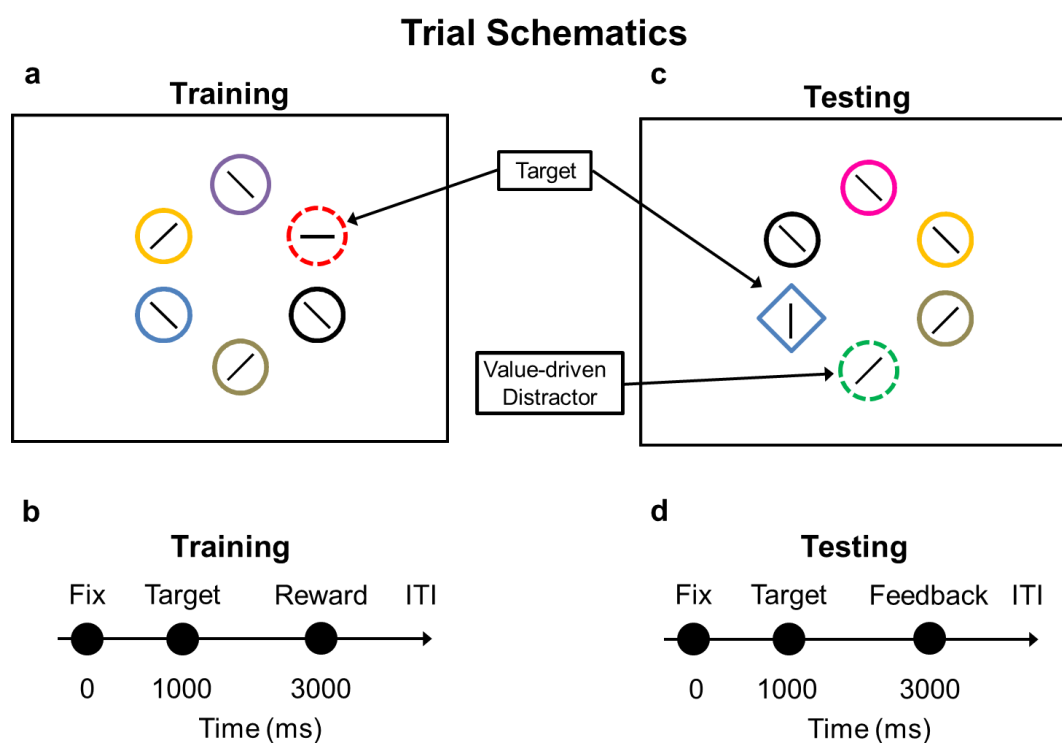 Trial Schematics
a
Training
c
Testing
Target
Value-driven
Distractor
b
Training
Fix Target Reward ITI
0 1000 3000
Time (ms)
d
Testing
Fix Target Feedback ITI
0 1000 3000
Time (ms)